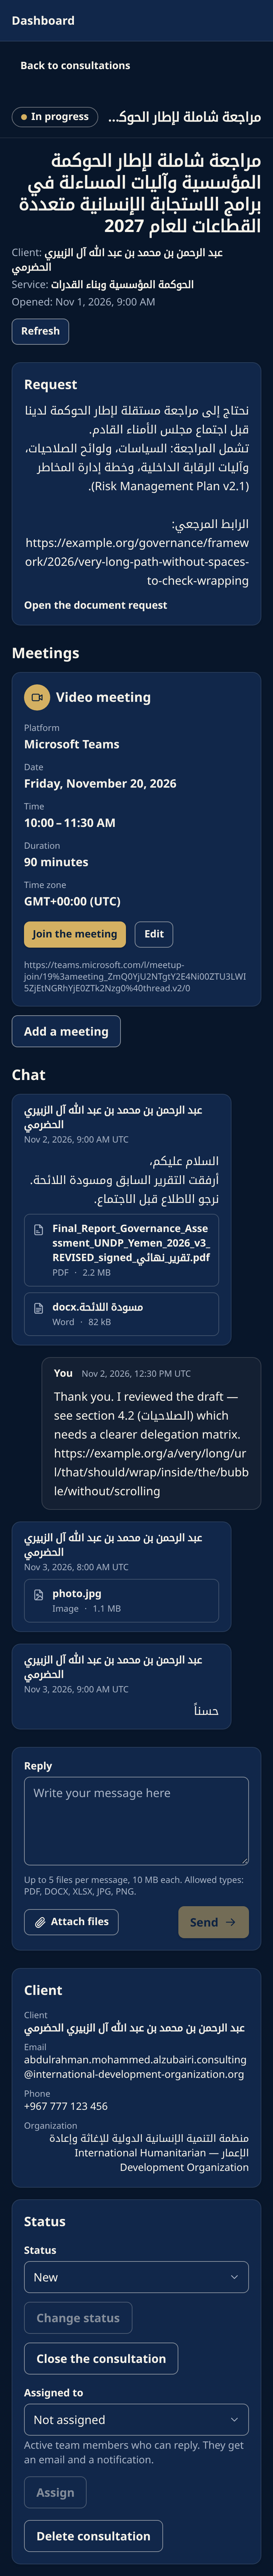 Dashboard
Back to consultations
In progress
مراجعة شاملة لإطار الحوك...
مراجعة شاملة لإطار الحوكمة
المؤسسية وآليات المساءلة في
برامج الاستجابة الإنسانية متعددة
القطاعات للعام 2027
Client: عبد الرحمن بن محمد بن عبد الله آل الزبيري
الحضرمي
Service: الحوكمة المؤسسية وبناء القدرات
Opened: Nov 1, 2026, 9:00 AM
Refresh
Request
نحتاج إلى مراجعة مستقلة لإطار الحوكمة لدينا
قبل اجتماع مجلس الأمناء القادم.
تشمل المراجعة: السياسات، ولوائح الصلاحيات،
وآليات الرقابة الداخلية، وخطة إدارة المخاطر
(Risk Management Plan v2.1).
الرابط المرجعي:
https://example.org/governance/framew
ork/2026/very-long-path-without-spaces-
to-check-wrapping
Open the document request
Meetings
Video meeting
Platform
Microsoft Teams
Date
Friday, November 20, 2026
Time
10:00 – 11:30 AM
Duration
90 minutes
Time zone
GMT+00:00 (UTC)
Join the meeting
Edit
https://teams.microsoft.com/l/meetup-
join/19%3ameeting_ZmQ0YjU2NTgtY2E4Ni00ZTU3LWI
5ZjEtNGRhYjE0ZTk2Nzg0%40thread.v2/0
Add a meeting
Chat
عبد الرحمن بن محمد بن عبد الله آل الزبيري
الحضرمي
Nov 2, 2026, 9:00 AM UTC
السلام عليكم،
أرفقت التقرير السابق ومسودة اللائحة.
نرجو الاطلاع قبل الاجتماع.
Final_Report_Governance_Asse
ssment_UNDP_Yemen_2026_v3_
REVISED_signed_تقرير_نهائي.pdf
PDF · 2.2 MB
مسودة اللائحة.docx
Word · 82 kB
You Nov 2, 2026, 12:30 PM UTC
Thank you. I reviewed the draft —
see section 4.2 (الصلاحيات) which
needs a clearer delegation matrix.
https://example.org/a/very/long/ur
l/that/should/wrap/inside/the/bubb
le/without/scrolling
عبد الرحمن بن محمد بن عبد الله آل الزبيري
الحضرمي
Nov 3, 2026, 8:00 AM UTC
photo.jpg
Image · 1.1 MB
عبد الرحمن بن محمد بن عبد الله آل الزبيري
الحضرمي
Nov 3, 2026, 9:00 AM UTC
حسناً
Reply
Write your message here
Up to 5 files per message, 10 MB each. Allowed types:
PDF, DOCX, XLSX, JPG, PNG.
Attach files
Send
Client
Client
عبد الرحمن بن محمد بن عبد الله آل الزبيري الحضرمي
Email
abdulrahman.mohammed.alzubairi.consulting
@international-development-organization.org
Phone
+967 777 123 456
Organization
منظمة التنمية الإنسانية الدولية للإغاثة وإعادة
الإعمار — International Humanitarian
Development Organization
Status
Status
New
Change status
Close the consultation
Assigned to
Not assigned
Active team members who can reply. They get
an email and a notification.
Assign
Delete consultation